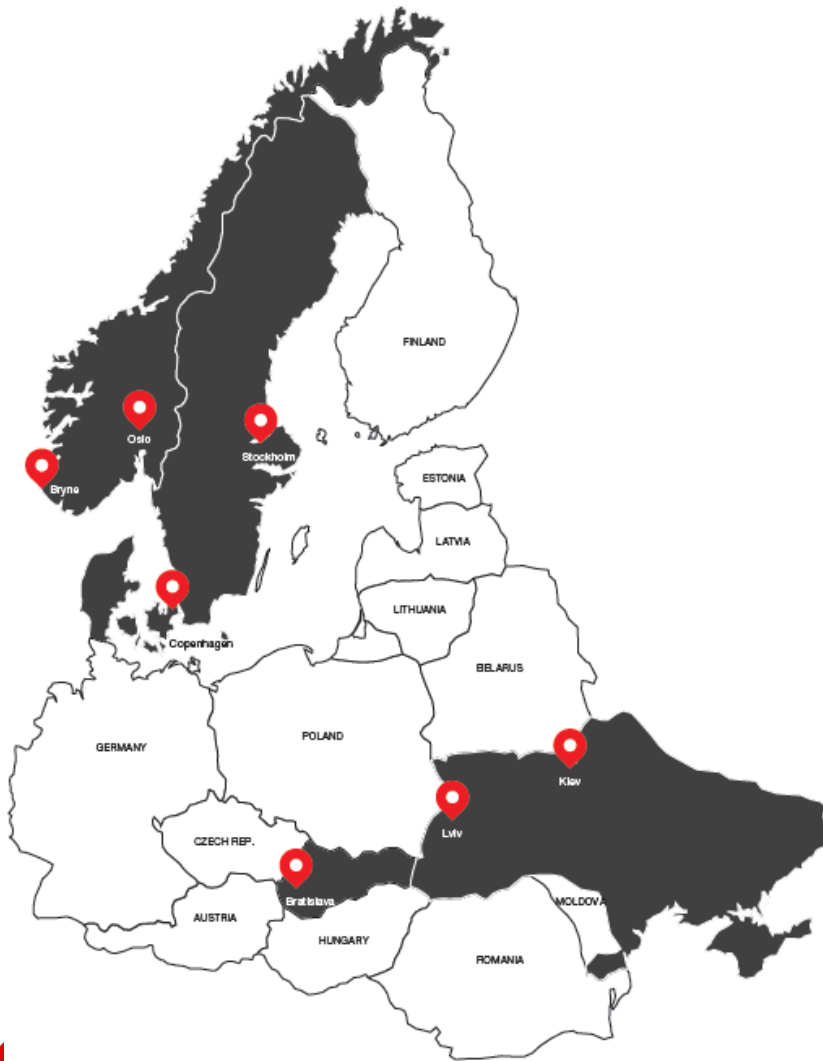 FINLAND
Oslo
Stockholm
Bryne
ESTONIA
LATVIA
LITHUANIA
Copenhagen
BELARUS
POLAND
GERMANY
Kiev
Lviv
CZECH REP.
Bratislava
MOLDOVA
AUSTRIA
HUNGARY
ROMANIA